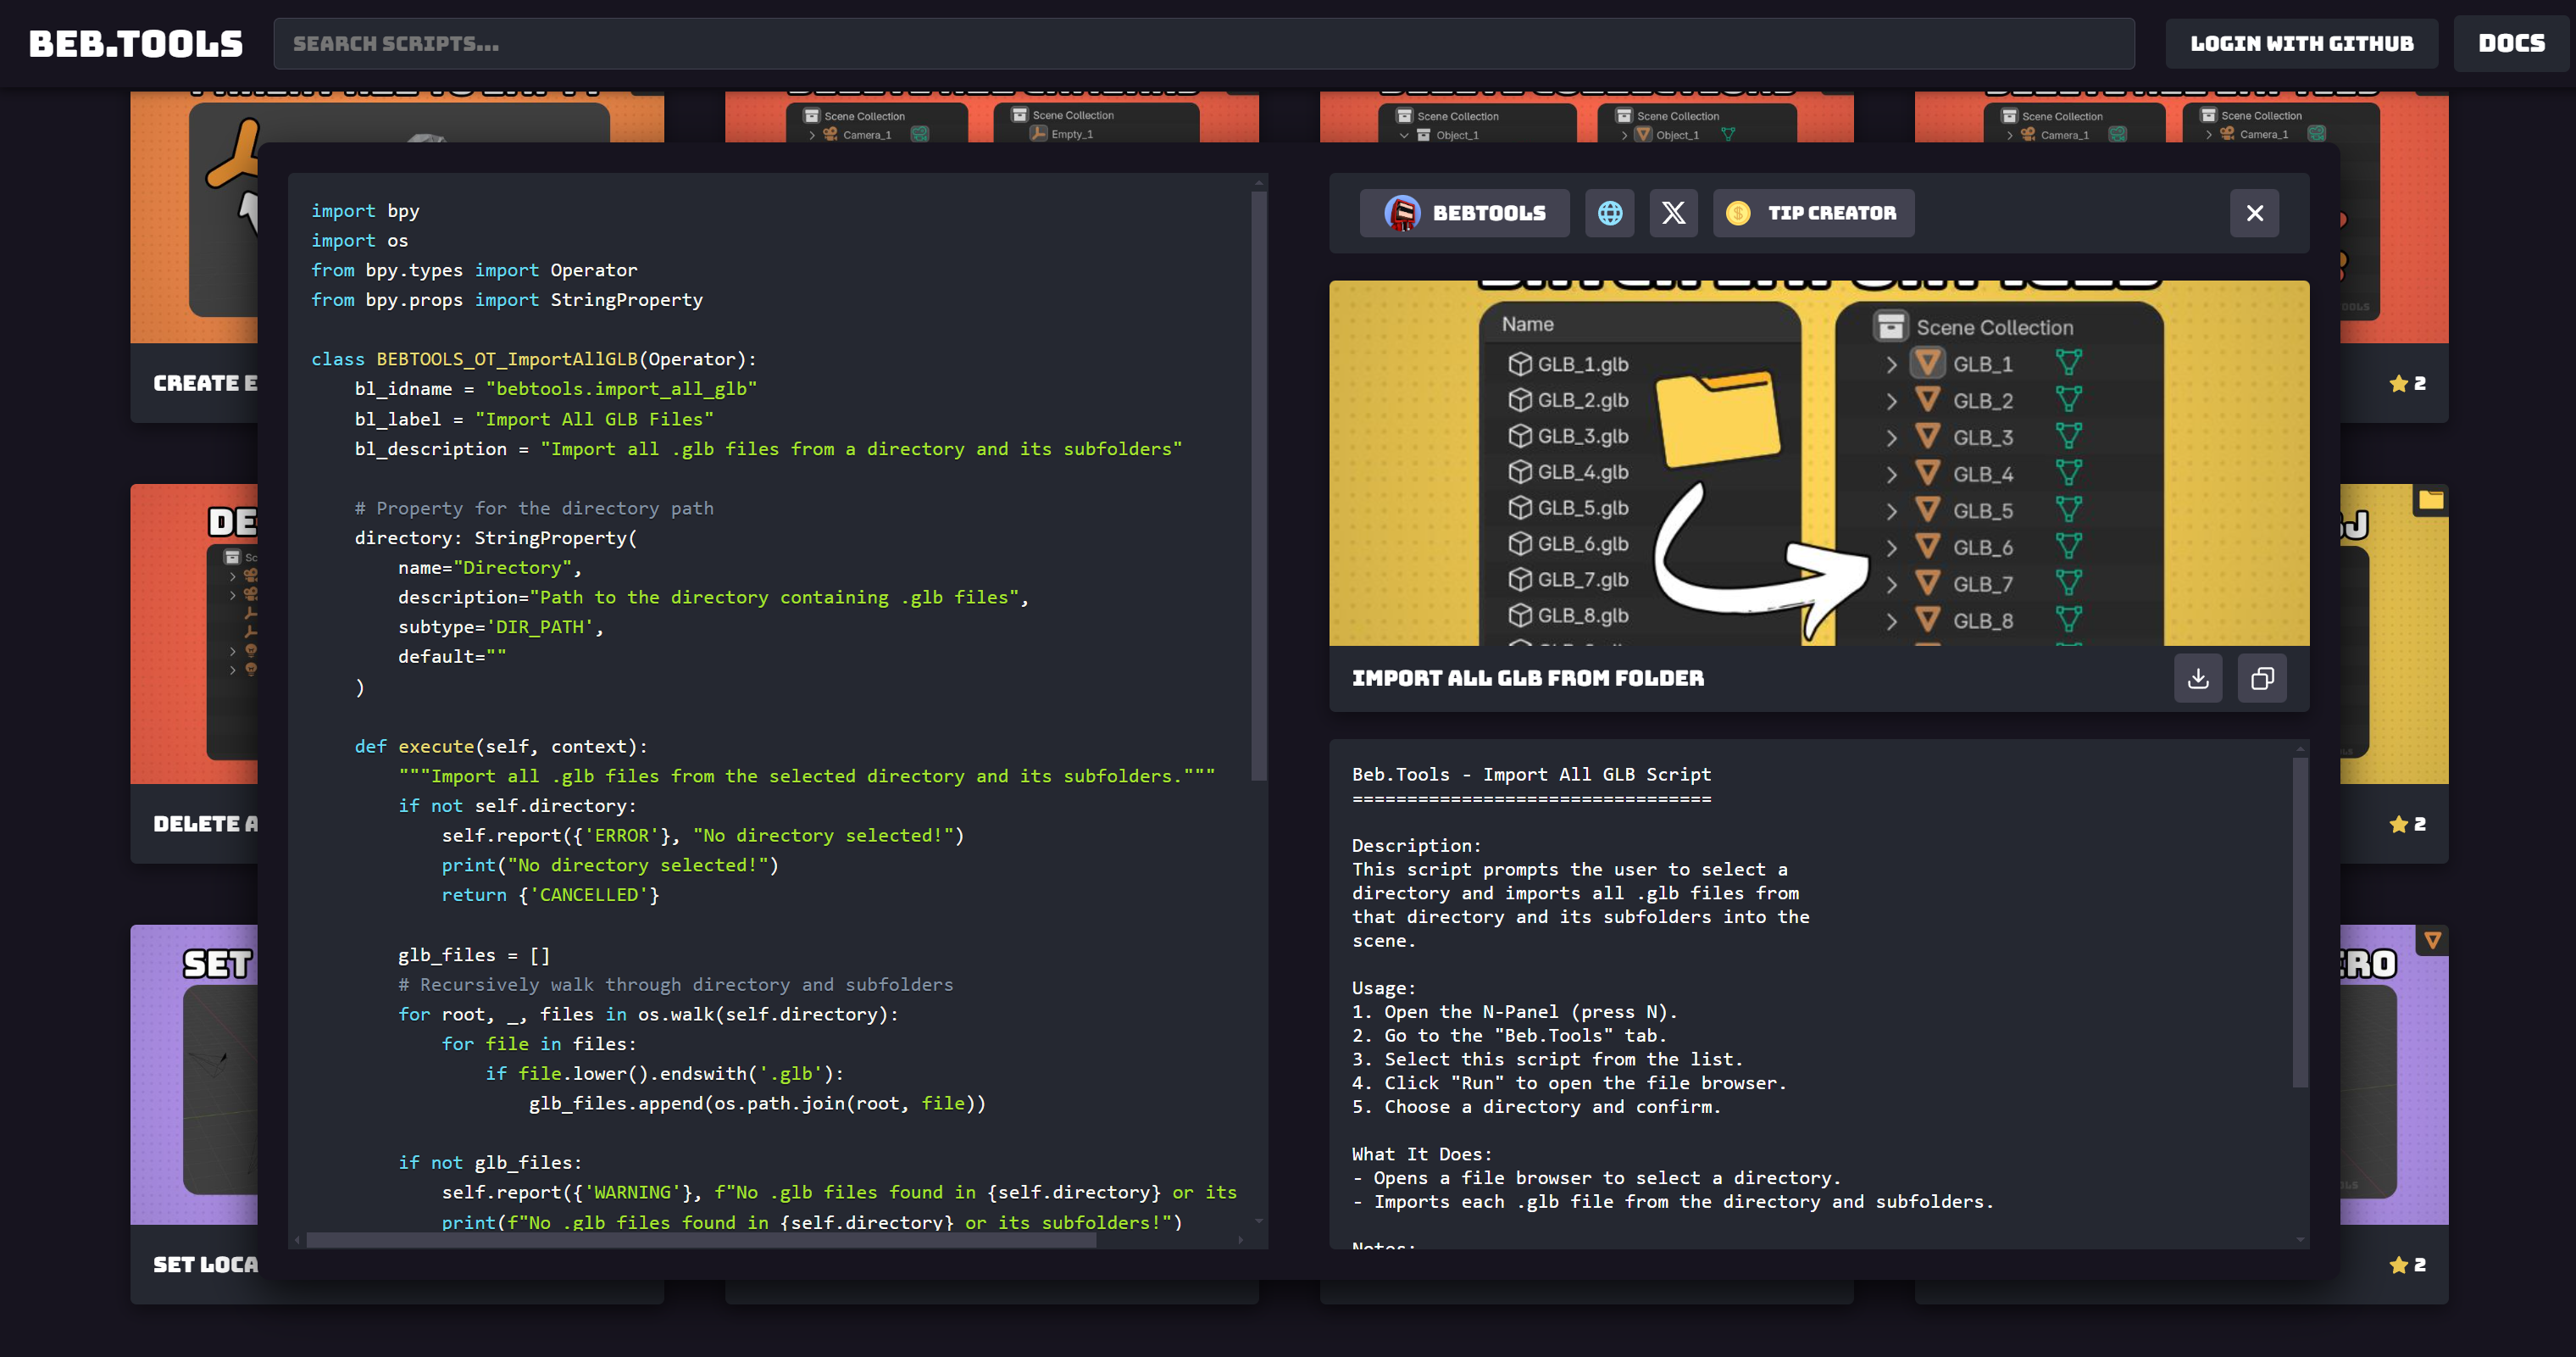 BEB.TOOLS
SEARCH SCRIPTS...
LOGIN WITH GITHUB
DOCS
Scene Collection
Camera_1
Scene Collection
Empty_1
Scene Collection
Object_1
Scene Collection
Object_1
Scene Collection
Camera_1
Scene Collection
Camera_1
CREATE E
2
DE
Sc
J
DELETE A
2
SET
ERO
SET LOCA
2
import bpy
import os
from bpy.types import Operator
from bpy.props import StringProperty
class BEBTOOLS_OT_ImportAllGLB(Operator):
    bl_idname = "bebtools.import_all_glb"
    bl_label = "Import All GLB Files"
    bl_description = "Import all .glb files from a directory and its subfolders"
    # Property for the directory path
    directory: StringProperty(
        name="Directory",
        description="Path to the directory containing .glb files",
        subtype='DIR_PATH',
        default=""
    )
    def execute(self, context):
        """Import all .glb files from the selected directory and its subfolders."""
        if not self.directory:
            self.report({'ERROR'}, "No directory selected!")
            print("No directory selected!")
            return {'CANCELLED'}
        glb_files = []
        # Recursively walk through directory and subfolders
        for root, _, files in os.walk(self.directory):
            for file in files:
                if file.lower().endswith('.glb'):
                    glb_files.append(os.path.join(root, file))
        if not glb_files:
            self.report({'WARNING'}, f"No .glb files found in {self.directory} or its
            print(f"No .glb files found in {self.directory} or its subfolders!")
BEBTOOLS
TIP CREATOR
Name
GLB_1.glb
GLB_2.glb
GLB_3.glb
GLB_4.glb
GLB_5.glb
GLB_6.glb
GLB_7.glb
GLB_8.glb
Scene Collection
GLB_1
GLB_2
GLB_3
GLB_4
GLB_5
GLB_6
GLB_7
GLB_8
IMPORT ALL GLB FROM FOLDER
Beb.Tools - Import All GLB Script
=================================
Description:
This script prompts the user to select a
directory and imports all .glb files from
that directory and its subfolders into the
scene.
Usage:
1. Open the N-Panel (press N).
2. Go to the "Beb.Tools" tab.
3. Select this script from the list.
4. Click "Run" to open the file browser.
5. Choose a directory and confirm.
What It Does:
- Opens a file browser to select a directory.
- Imports each .glb file from the directory and subfolders.
Notes: